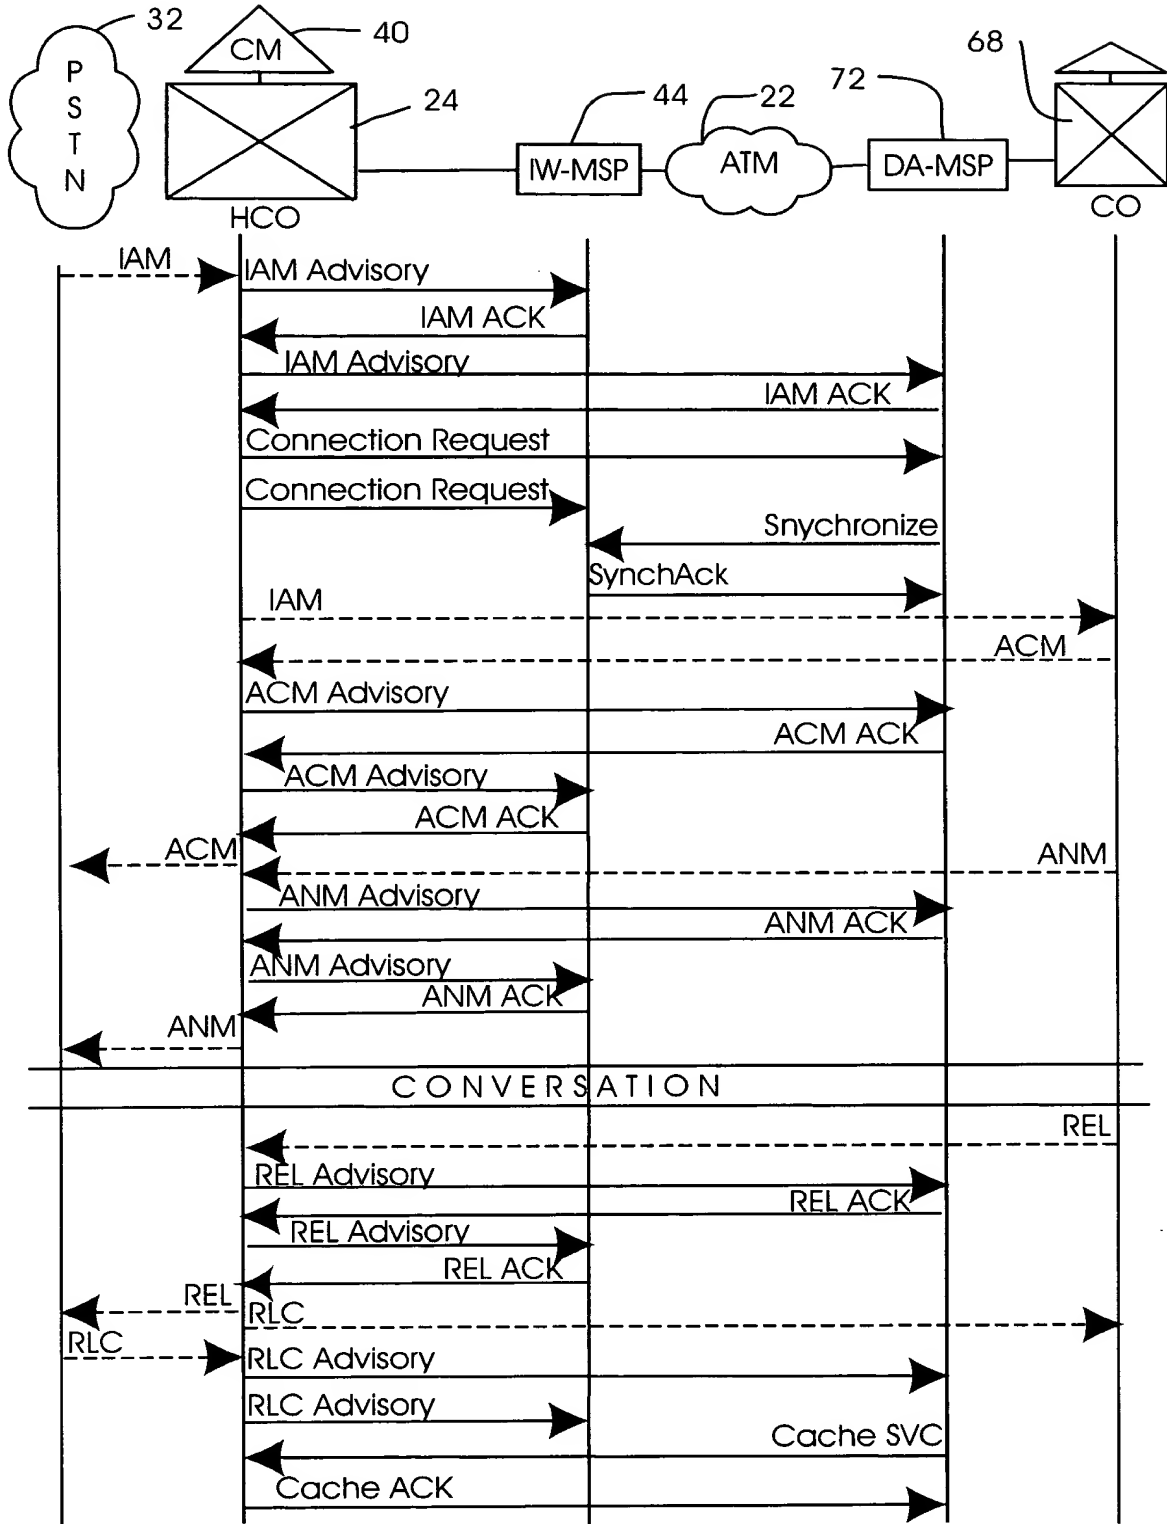 32
40
CM
68
P
S
T
N
24
44
22
72
IW-MSP
ATM
DA-MSP
HCO
CO
IAM
IAM Advisory
IAM ACK
IAM Advisory
IAM ACK
Connection Request
Connection Request
Snychronize
SynchAck
IAM
ACM
ACM Advisory
ACM ACK
ACM Advisory
ACM ACK
ACM
ANM
ANM Advisory
ANM ACK
ANM Advisory
ANM ACK
ANM
CONVERSATION
REL
REL Advisory
REL ACK
REL Advisory
REL ACK
REL
RLC
RLC
RLC Advisory
RLC Advisory
Cache SVC
Cache ACK